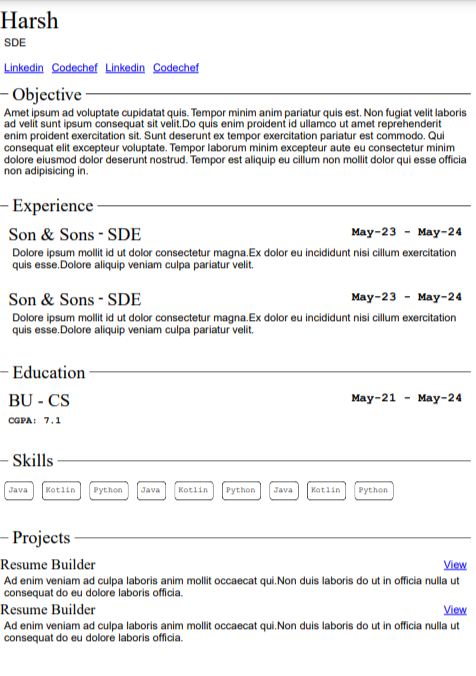 Harsh
SDE
Linkedin Codechef Linkedin Codechef
Objective
Amet ipsum ad voluptate cupidatat quis. Tempor minim anim pariatur quis est. Non fugiat velit laboris
ad velit sunt ipsum consequat sit velit.Do quis enim proident id ullamco ut amet reprehenderit
enim proident exercitation sit. Sunt deserunt ex tempor exercitation pariatur est commodo. Qui
consequat elit excepteur voluptate. Tempor laborum minim excepteur aute eu consectetur minim
dolore eiusmod dolor deserunt nostrud. Tempor est aliquip eu cillum non mollit dolor qui esse officia
non adipisicing in.
Experience
Son & Sons - SDE May-23 - May-24
Dolore ipsum mollit id ut dolor consectetur magna.Ex dolor eu incididunt nisi cillum exercitation
quis esse.Dolore aliquip veniam culpa pariatur velit.
Son & Sons - SDE May-23 - May-24
Dolore ipsum mollit id ut dolor consectetur magna.Ex dolor eu incididunt nisi cillum exercitation
quis esse.Dolore aliquip veniam culpa pariatur velit.
Education
BU - CS May-21 - May-24
CGPA: 7.1
Skills
Java Kotlin Python Java Kotlin Python Java Kotlin Python
Projects
Resume Builder View
Ad enim veniam ad culpa laboris anim mollit occaecat qui.Non duis laboris do ut in officia nulla ut
consequat do eu dolore laboris officia.
Resume Builder View
Ad enim veniam ad culpa laboris anim mollit occaecat qui.Non duis laboris do ut in officia nulla ut
consequat do eu dolore laboris officia.